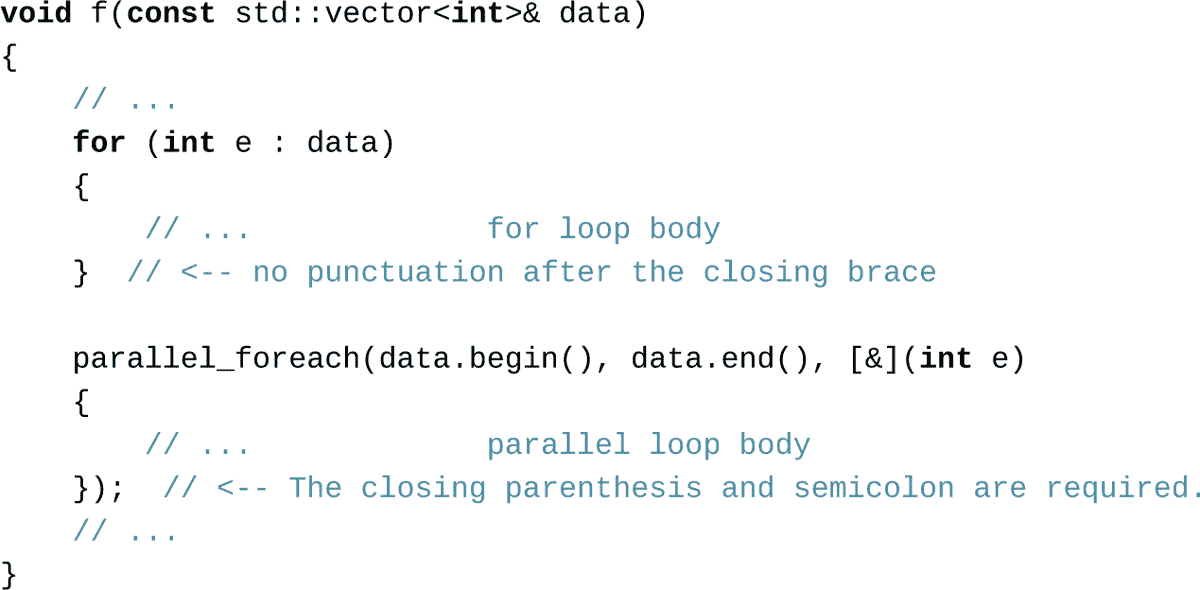 void f(const std::vector<int>& data)
{
    // ...
    for (int e : data)
    {
        // ...             for loop body
    }  // <-- no punctuation after the closing brace

    parallel_foreach(data.begin(), data.end(), [&](int e)
    {
        // ...             parallel loop body
    });  // <-- The closing parenthesis and semicolon are required.
    // ...
}